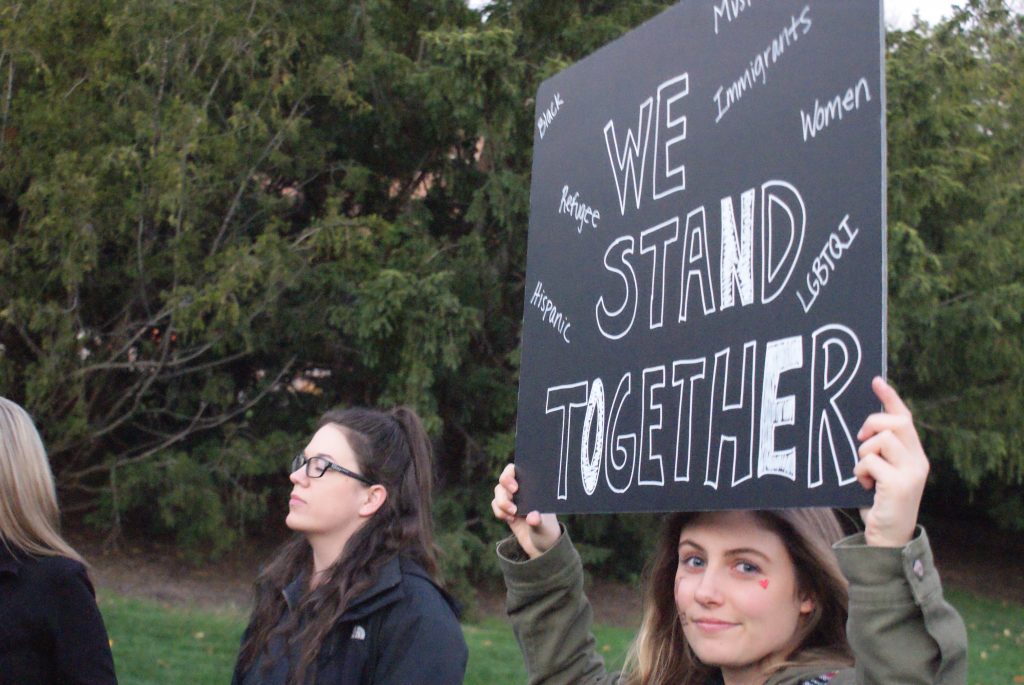 Immigrants
Black
Women
WE
Refugee
STAND
LGBTQI
Hispanic
TOGETHER